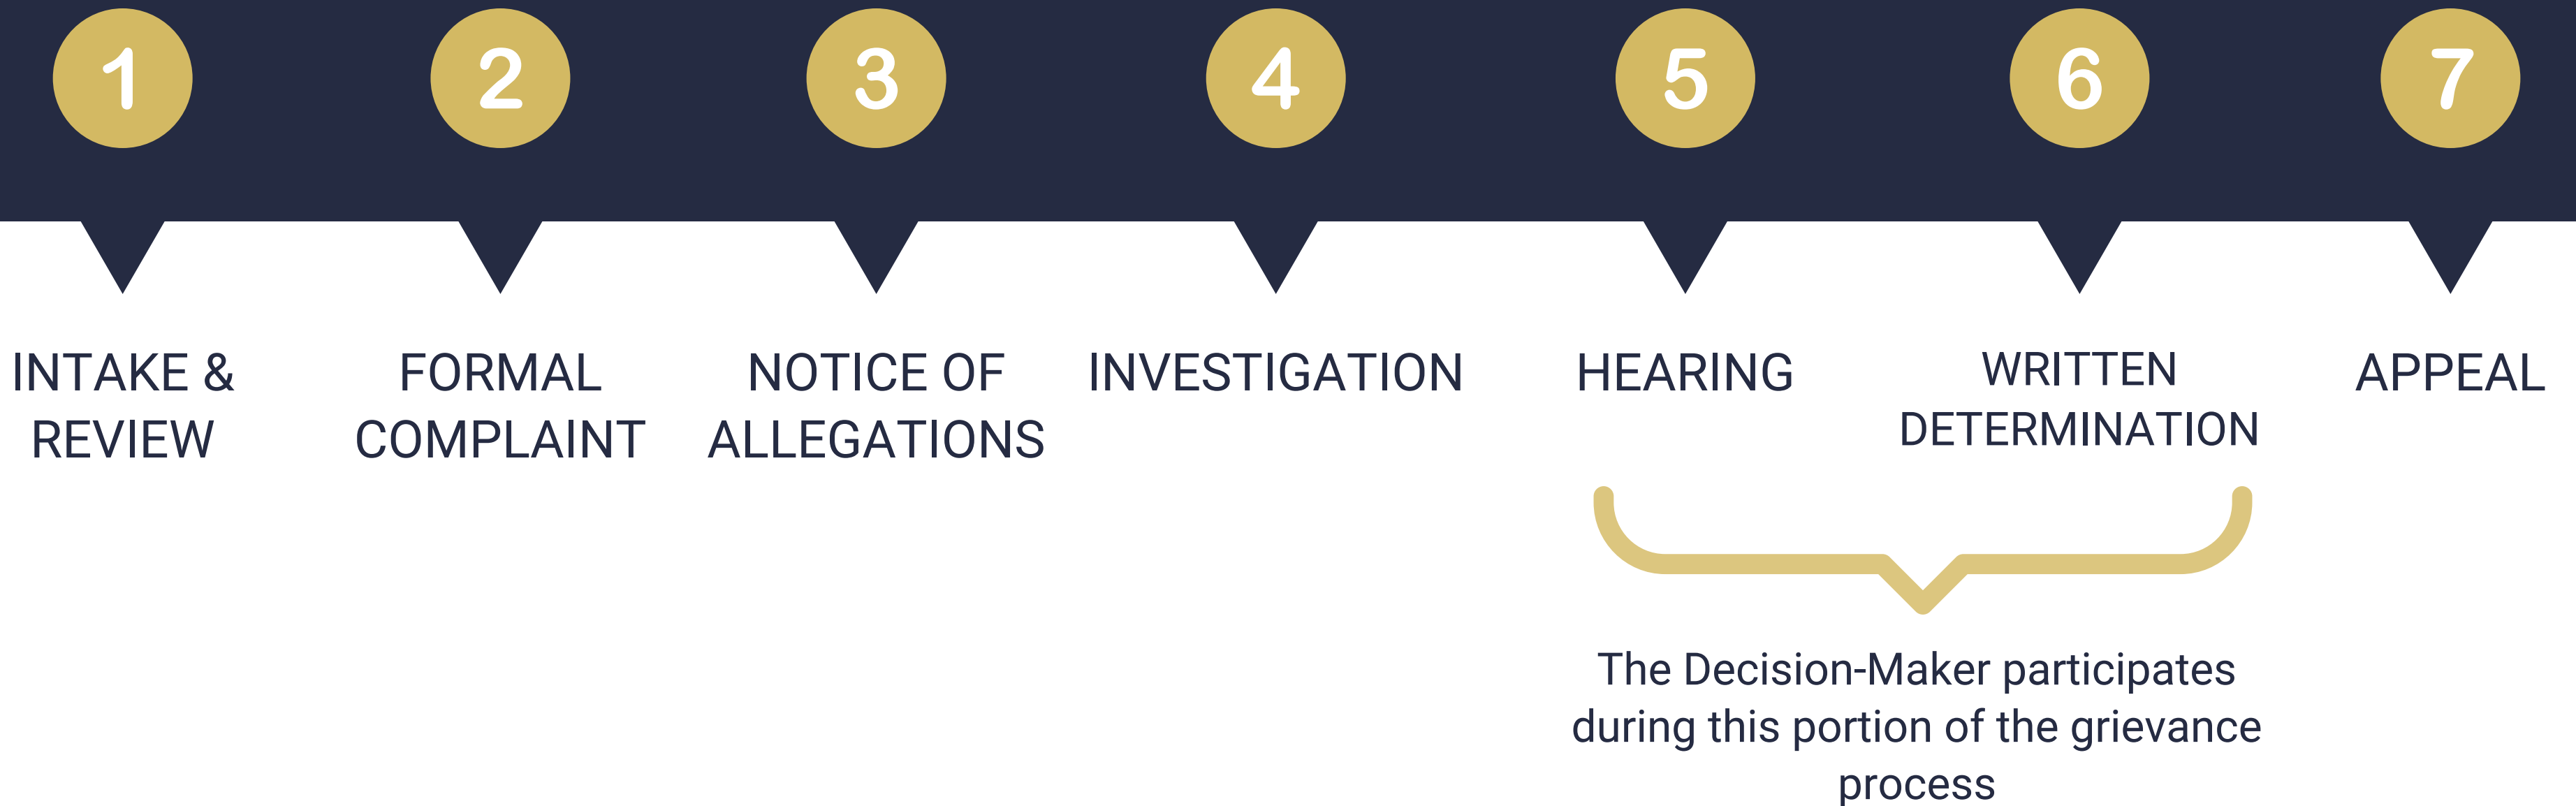 1
2
3
4
5
6
7
INTAKE &
REVIEW
FORMAL
COMPLAINT
NOTICE OF
ALLEGATIONS
INVESTIGATION
HEARING
WRITTEN
DETERMINATION
APPEAL
The Decision-Maker participates
during this portion of the grievance
process